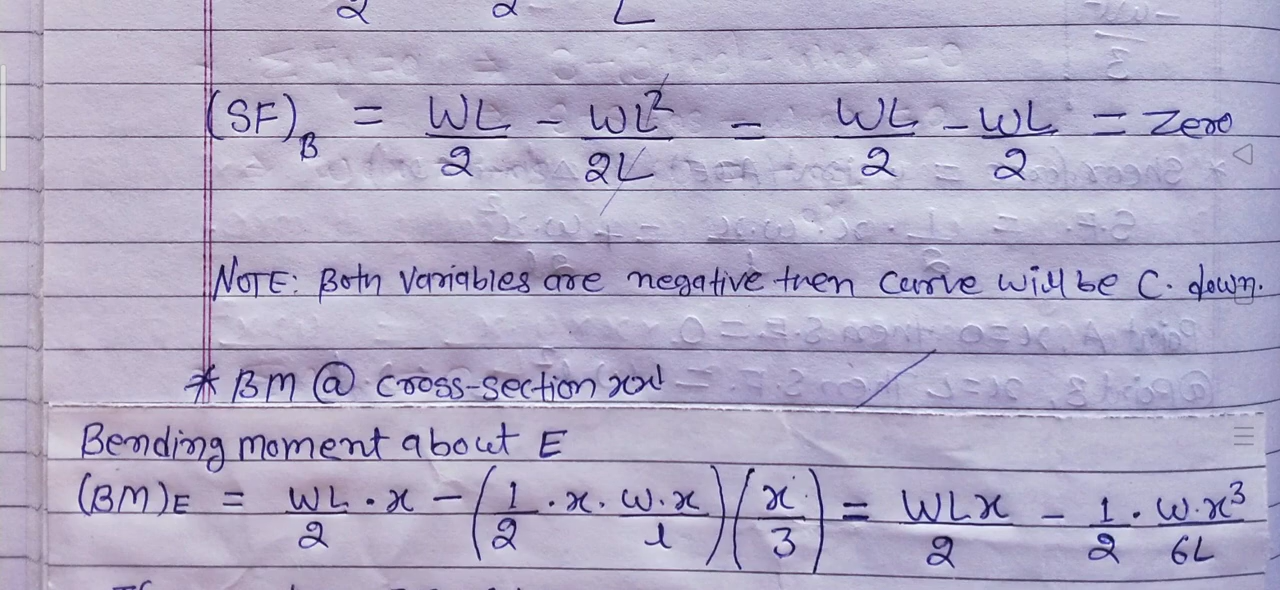 2 2 L
(SF)B = WL/2 - WL²/2L = WL/2 - WL/2 = Zero
NOTE: Both Variables are negative then Curve will be C. down.
* BM @ cross-section xx'
Bending moment about E
(BM)E = WL/2 · x - (1/2 · x · w·x/l)(x/3) = WLx/2 - 1/2 · w·x³/6L